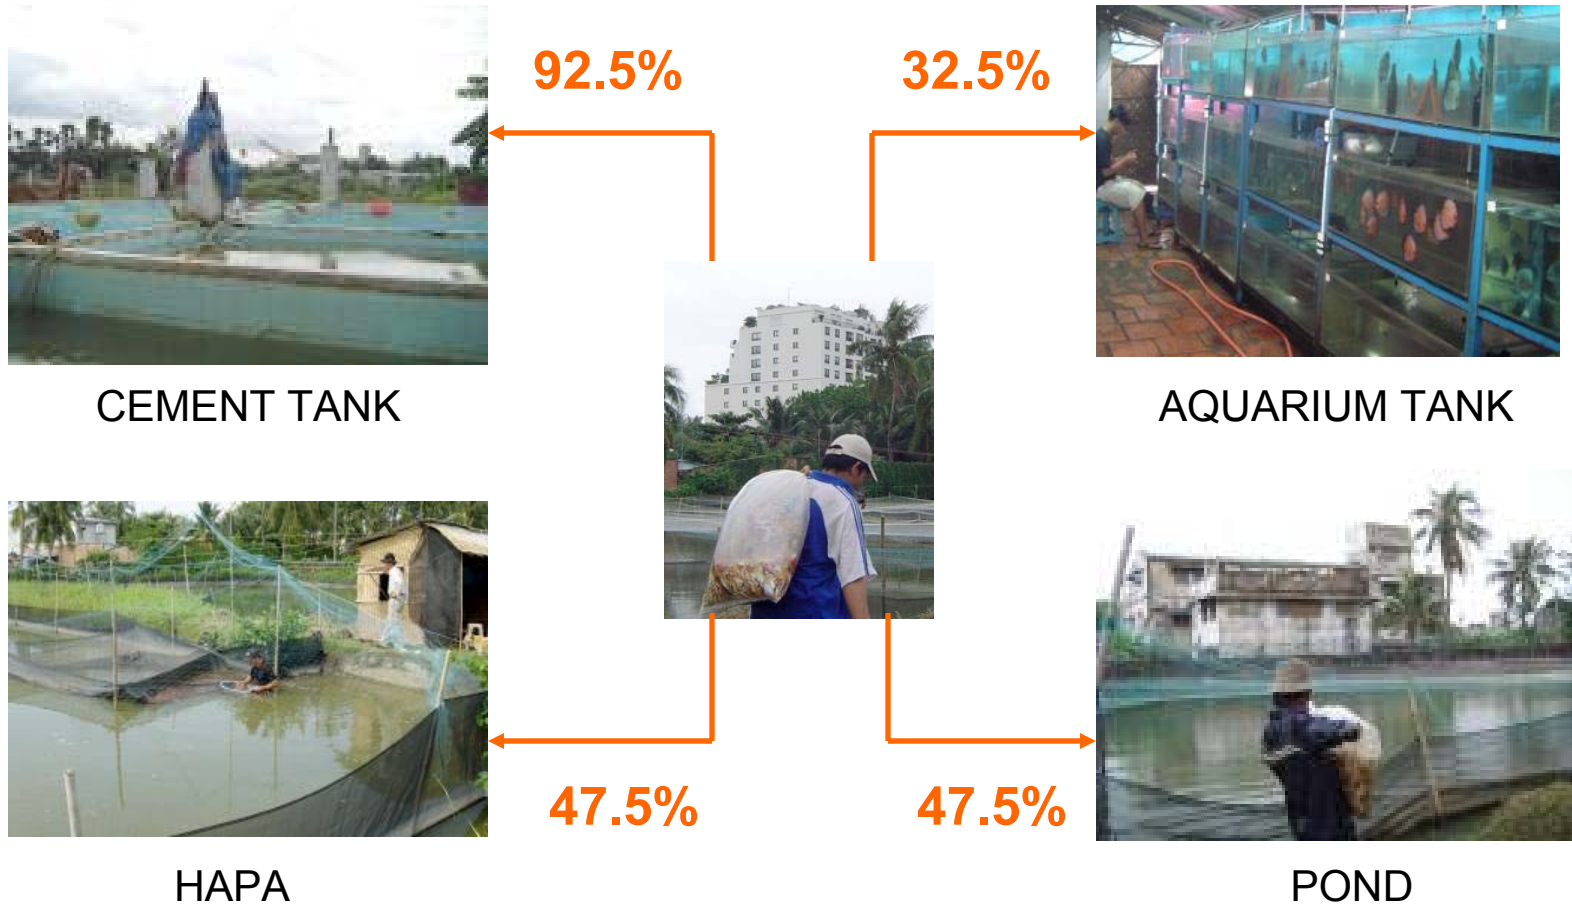 92.5%
32.5%
CEMENT TANK
AQUARIUM TANK
47.5%
47.5%
HAPA
POND